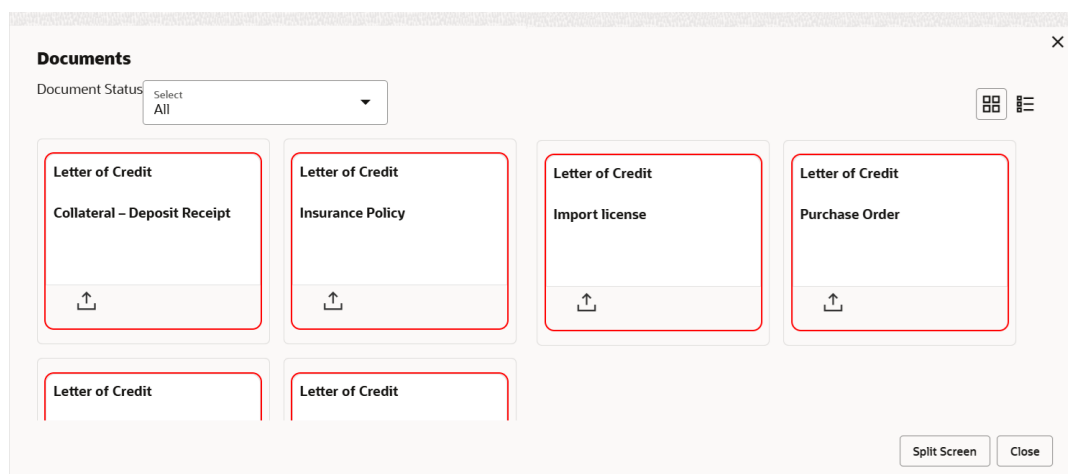 Documents
Document Status
Select
All
Letter of Credit
Collateral – Deposit Receipt
Letter of Credit
Insurance Policy
Letter of Credit
Import license
Letter of Credit
Purchase Order
Letter of Credit
Letter of Credit
Split Screen
Close